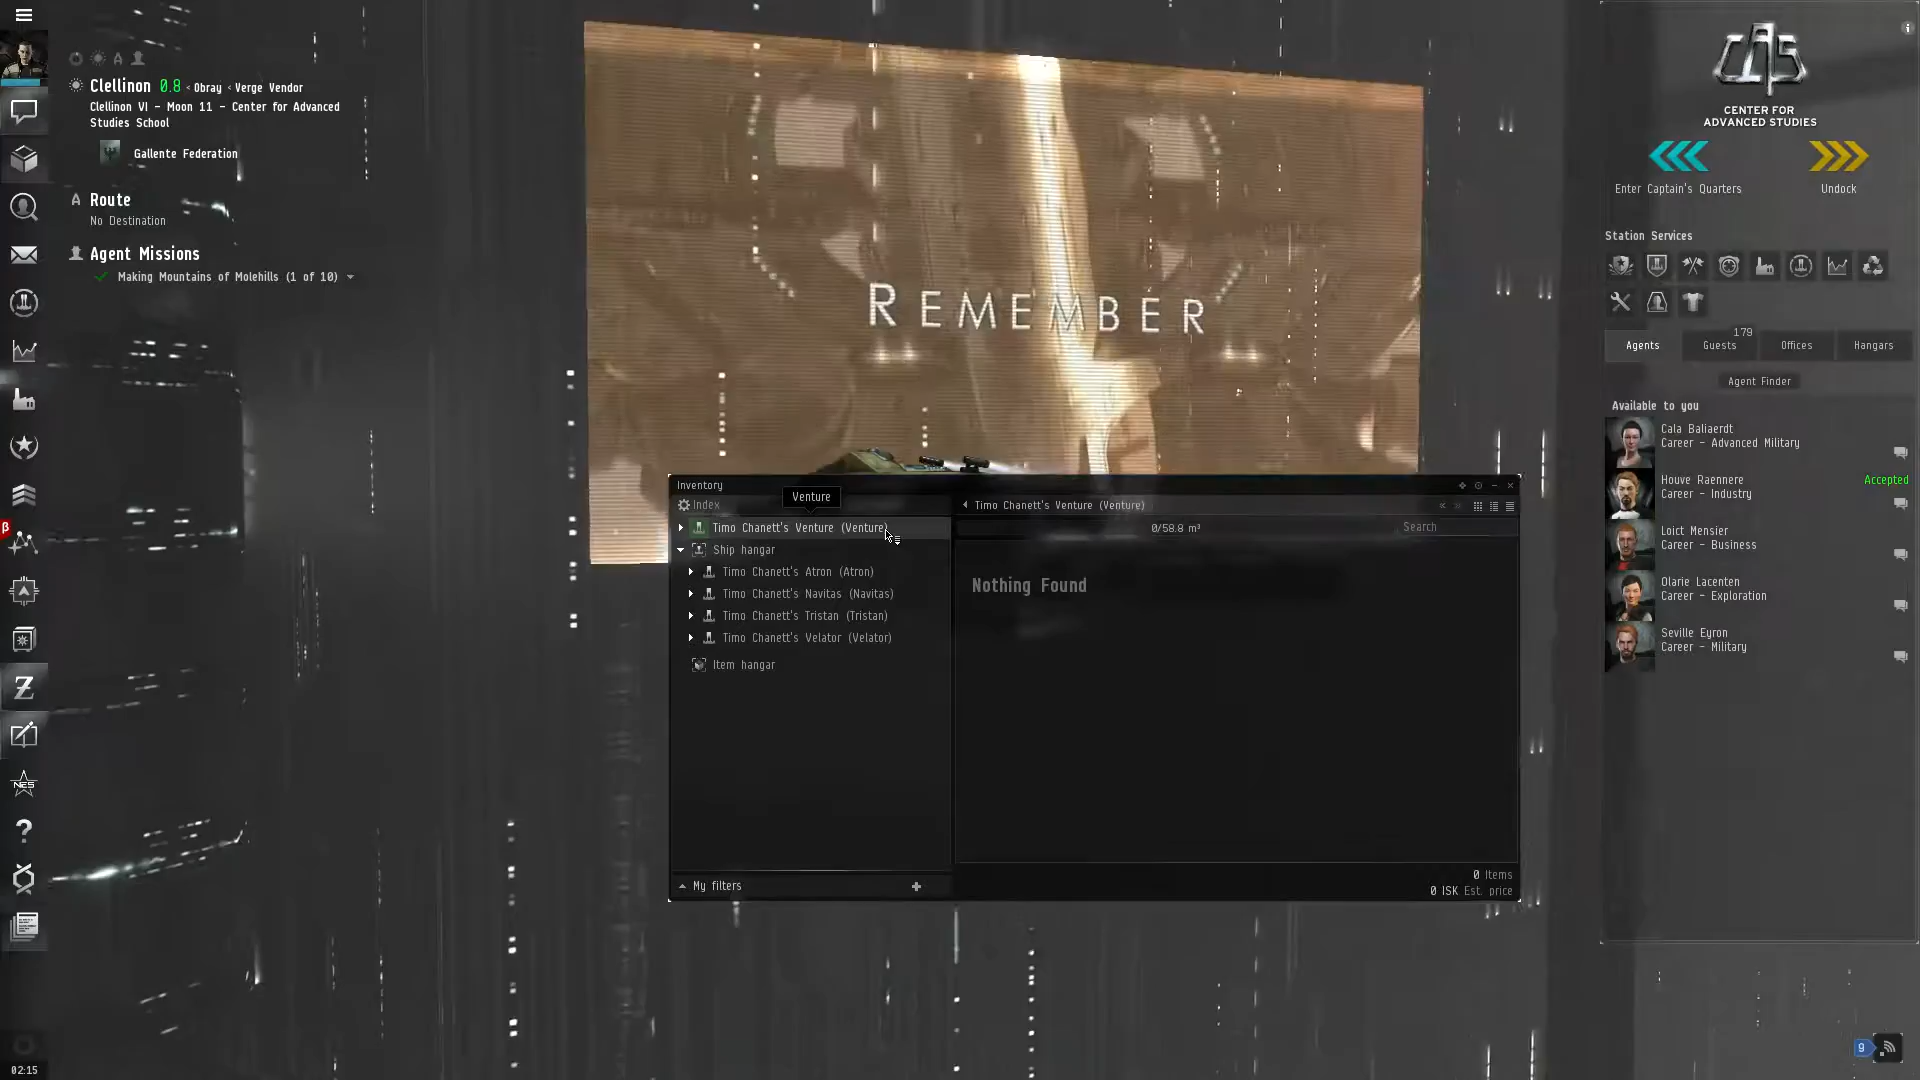 Clellinon 0.8 ‹ Obray ‹ Verge Vendor
Clellinon VI - Moon 11 - Center for Advanced
Studies School
Gallente Federation
Route
No Destination
Agent Missions
Making Mountains of Molehills (1 of 10)
β
Z
NES
?
02:15
REMEMBER
Inventory
Index
Venture
Timo Chanett's Venture (Venture)
Ship hangar
Timo Chanett's Atron (Atron)
Timo Chanett's Navitas (Navitas)
Timo Chanett's Tristan (Tristan)
Timo Chanett's Velator (Velator)
Item hangar
My filters
Timo Chanett's Venture (Venture)
0/58.8 m³
Search
Nothing Found
0 Items
0 ISK Est. price
CAS
CENTER FOR
ADVANCED STUDIES
Enter Captain's Quarters
Undock
Station Services
Agents
179
Guests
Offices
Hangars
Agent Finder
Available to you
Cala Baliaerdt
Career - Advanced Military
Houve Raennere
Accepted
Career - Industry
Loict Mensier
Career - Business
Olarie Lacenten
Career - Exploration
Seville Eyron
Career - Military
9